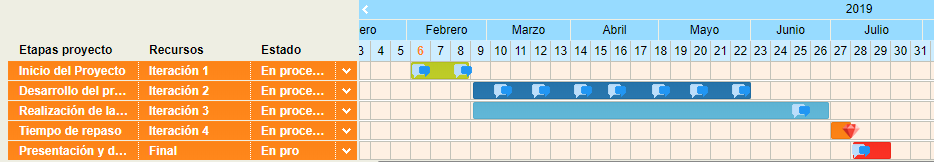 2019
ero Febrero Marzo Abril Mayo Junio Julio
Etapas proyecto Recursos Estado 3 4 5 6 7 8 9 10 11 12 13 14 15 16 17 18 19 20 21 22 23 24 25 26 27 28 29 30 31
Inicio del Proyecto Iteración 1 En proce...
Desarrollo del pr... Iteración 2 En proce...
Realización de la... Iteración 3 En proce...
Tiempo de repaso Iteración 4 En proce...
Presentación y d... Final En pro